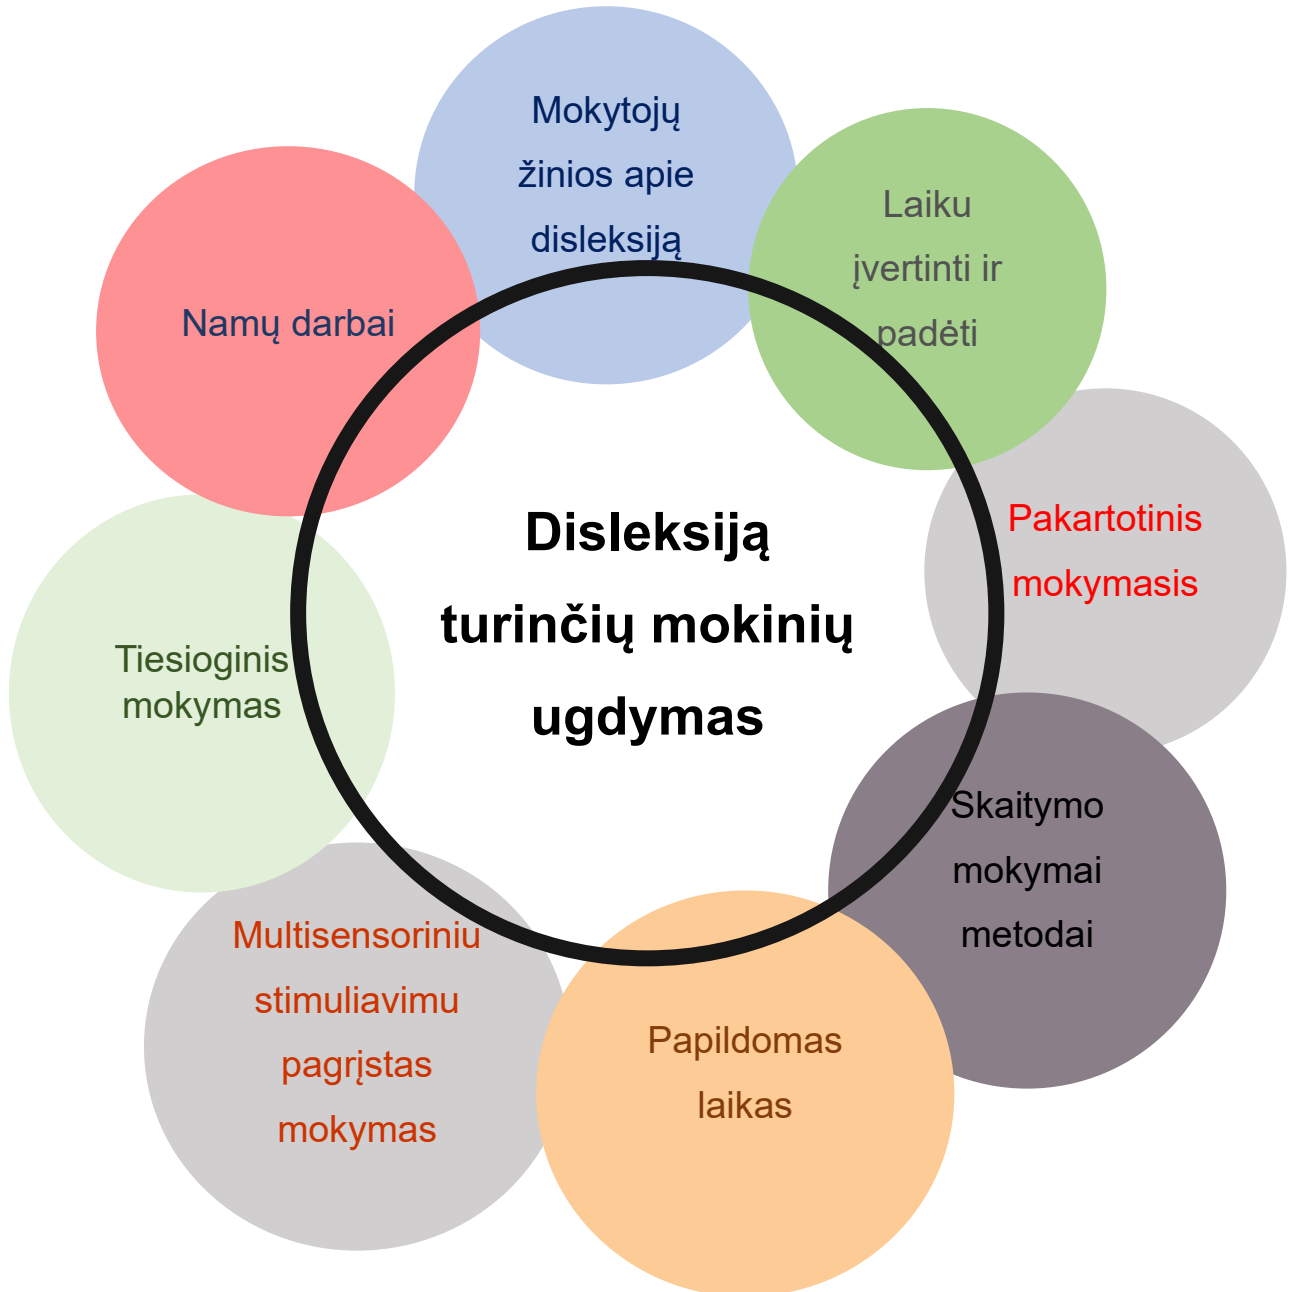 Mokytojų
žinios apie
disleksiją
Laiku
įvertinti ir
padėti
Namų darbai
Pakartotinis
mokymasis
Disleksiją
turinčių mokinių
ugdymas
Tiesioginis
mokymas
Skaitymo
mokymai
metodai
Multisensoriniu
stimuliavimu
pagrįstas
mokymas
Papildomas
laikas